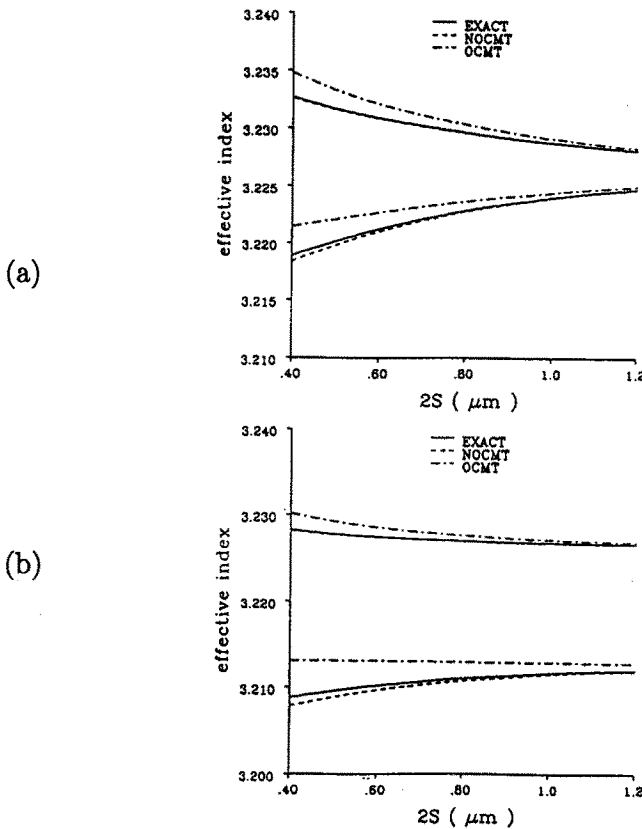 (a)
EXACT
NOCMT
OCMT
3.240
3.235
3.230
3.225
3.220
3.215
3.210
effective index
.40
.60
.80
1.0
1.2
2S ( μm )
(b)
EXACT
NOCMT
OCMT
3.240
3.230
3.220
3.210
3.200
effective index
.40
.60
.80
1.0
1.2
2S ( μm )